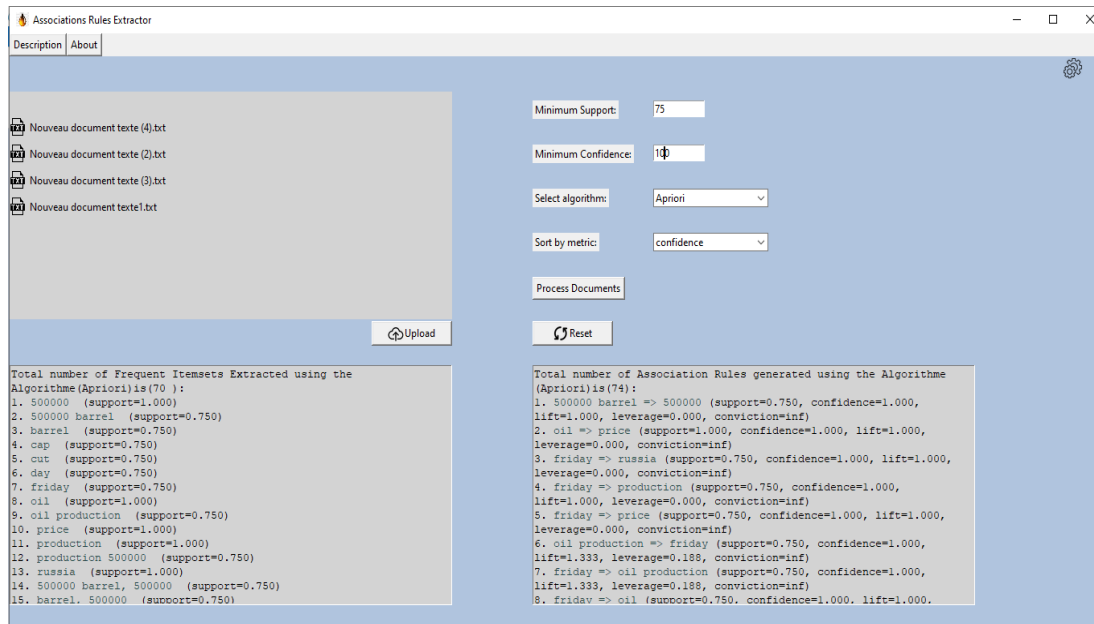 Associations Rules Extractor
Description About
Nouveau document texte (4).txt
Nouveau document texte (2).txt
Nouveau document texte (3).txt
Nouveau document texte1.txt
Upload
Minimum Support: 75
Minimum Confidence: 100
Select algorithm: Apriori
Sort by metric: confidence
Process Documents
Reset
Total number of Frequent Itemsets Extracted using the
Algorithme(Apriori)is(70 ):
1. 500000  (support=1.000)
2. 500000 barrel  (support=0.750)
3. barrel  (support=0.750)
4. cap  (support=0.750)
5. cut  (support=0.750)
6. day  (support=0.750)
7. friday  (support=0.750)
8. oil  (support=1.000)
9. oil production  (support=0.750)
10. price  (support=1.000)
11. production  (support=1.000)
12. production 500000  (support=0.750)
13. russia  (support=1.000)
14. 500000 barrel, 500000  (support=0.750)
15. barrel, 500000  (support=0.750)
Total number of Association Rules generated using the Algorithme
(Apriori)is(74):
1. 500000 barrel => 500000 (support=0.750, confidence=1.000,
lift=1.000, leverage=0.000, conviction=inf)
2. oil => price (support=1.000, confidence=1.000, lift=1.000,
leverage=0.000, conviction=inf)
3. friday => russia (support=0.750, confidence=1.000, lift=1.000,
leverage=0.000, conviction=inf)
4. friday => production (support=0.750, confidence=1.000,
lift=1.000, leverage=0.000, conviction=inf)
5. friday => price (support=0.750, confidence=1.000, lift=1.000,
leverage=0.000, conviction=inf)
6. oil production => friday (support=0.750, confidence=1.000,
lift=1.333, leverage=0.188, conviction=inf)
7. friday => oil production (support=0.750, confidence=1.000,
lift=1.333, leverage=0.188, conviction=inf)
8. friday => oil (support=0.750, confidence=1.000, lift=1.000,